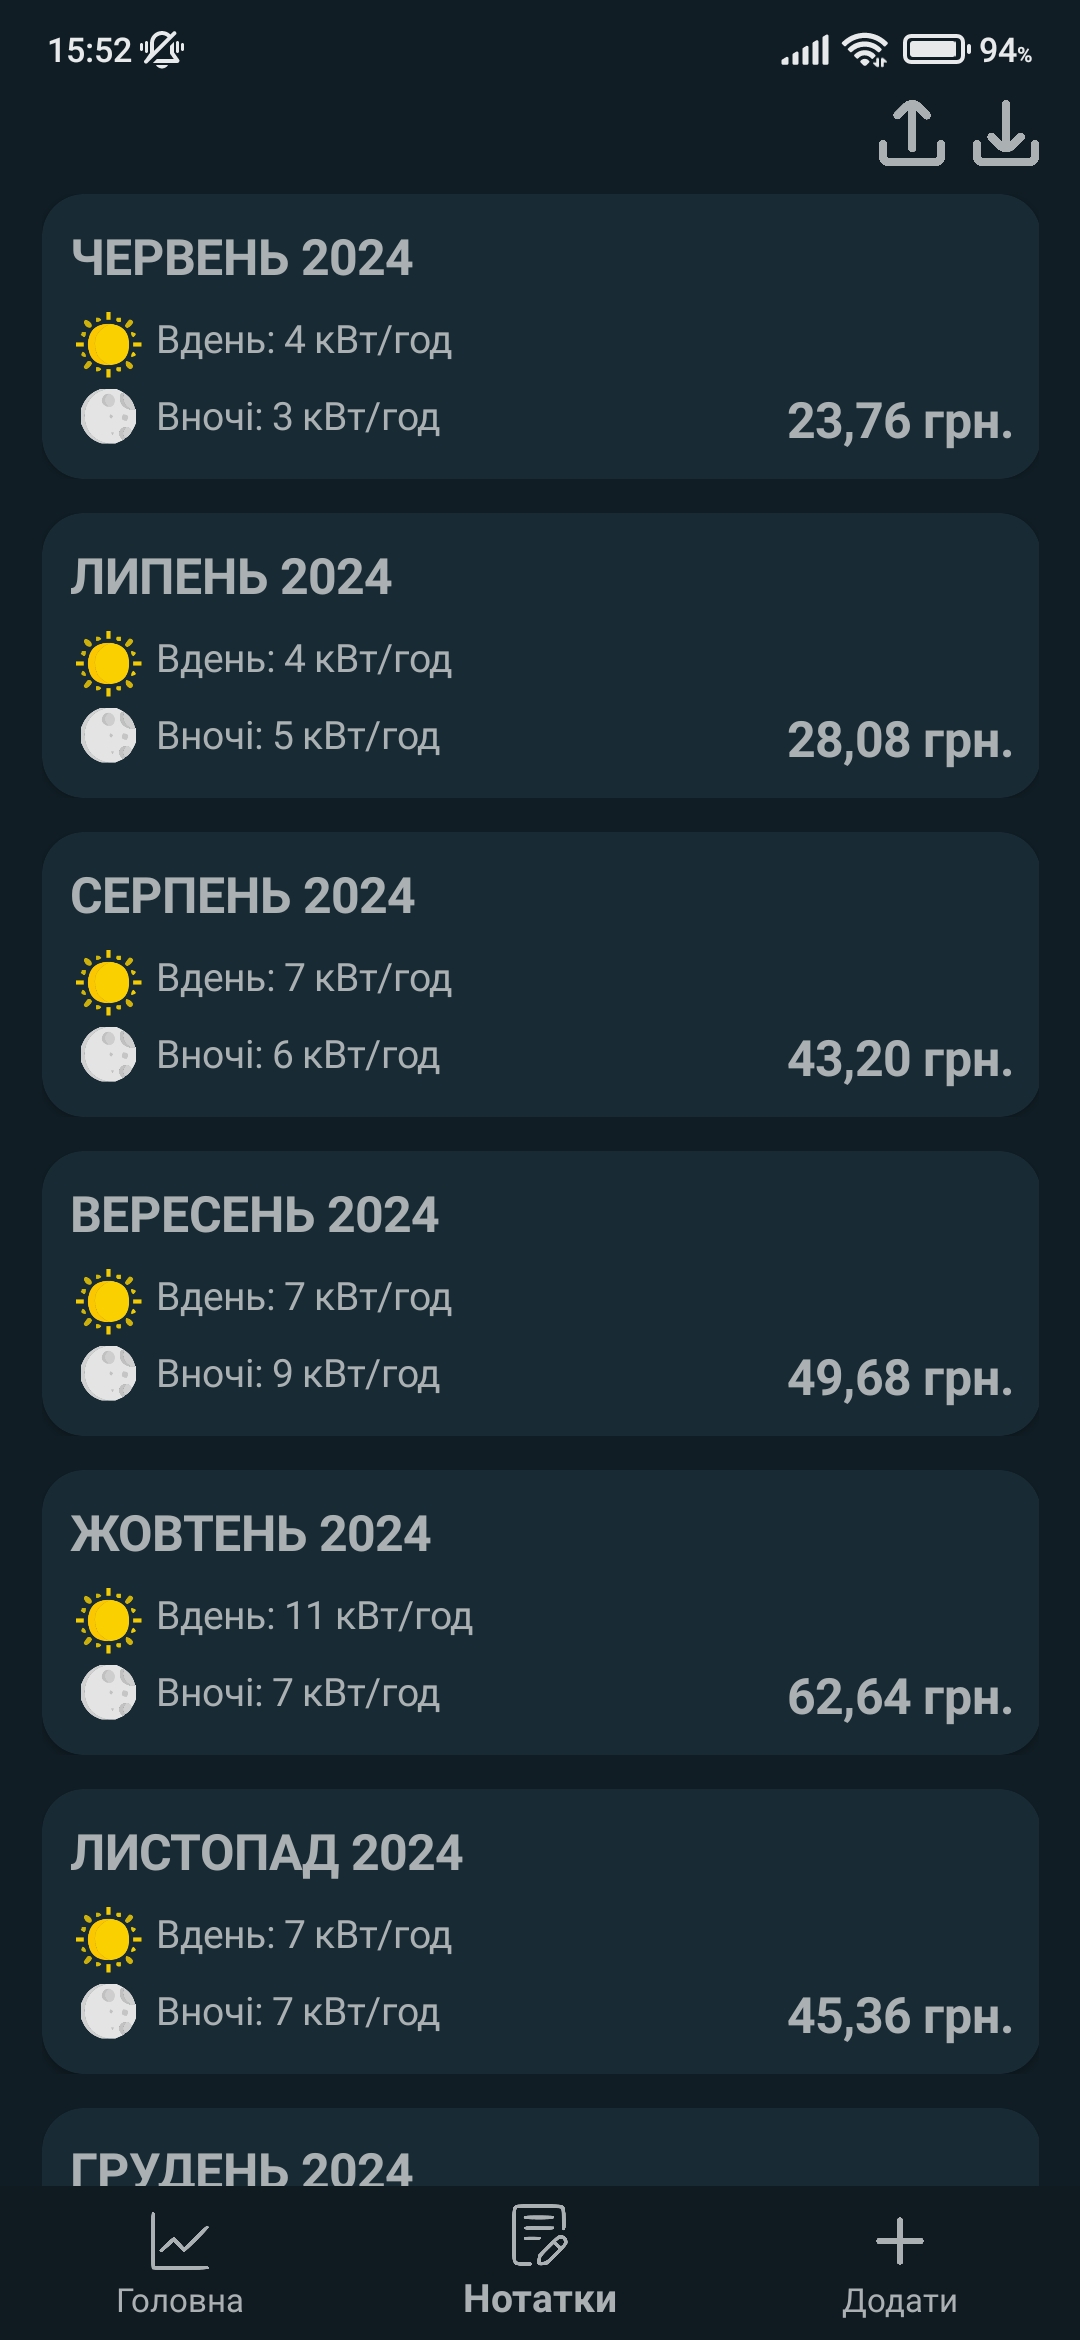 15:52
94%
ЧЕРВЕНЬ 2024
Вдень: 4 кВт/год
Вночі: 3 кВт/год
23,76 грн.
ЛИПЕНЬ 2024
Вдень: 4 кВт/год
Вночі: 5 кВт/год
28,08 грн.
СЕРПЕНЬ 2024
Вдень: 7 кВт/год
Вночі: 6 кВт/год
43,20 грн.
ВЕРЕСЕНЬ 2024
Вдень: 7 кВт/год
Вночі: 9 кВт/год
49,68 грн.
ЖОВТЕНЬ 2024
Вдень: 11 кВт/год
Вночі: 7 кВт/год
62,64 грн.
ЛИСТОПАД 2024
Вдень: 7 кВт/год
Вночі: 7 кВт/год
45,36 грн.
ГРУДЕНЬ 2024
Головна
Нотатки
Додати